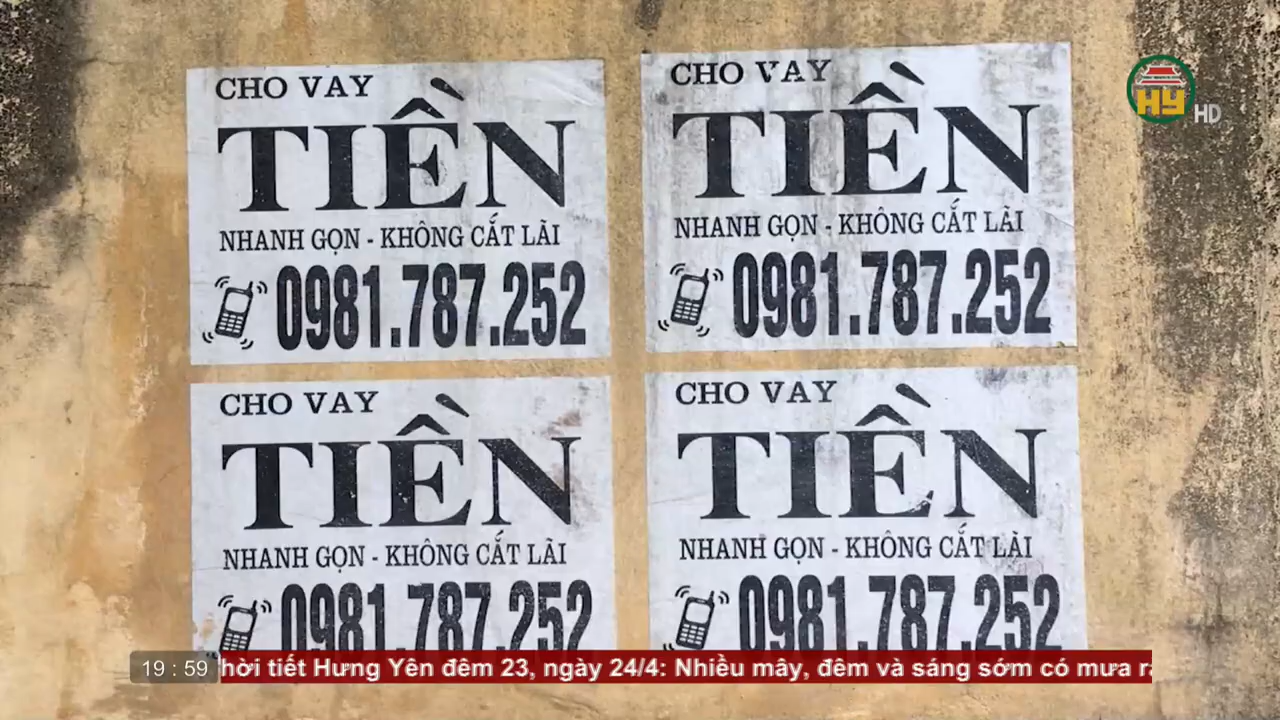 CHO VAY
TIỀN
NHANH GỌN - KHÔNG CẮT LÃI
0981.787.252
CHO VAY
TIỀN
NHANH GỌN - KHÔNG CẮT LÃI
0981.787.252
HY HD
CHO VAY
TIỀN
NHANH GỌN - KHÔNG CẮT LÃI
0981.787.252
CHO VAY
TIỀN
NHANH GỌN - KHÔNG CẮT LÃI
0981.787.252
19 : 59
hời tiết Hưng Yên đêm 23, ngày 24/4: Nhiều mây, đêm và sáng sớm có mưa rả